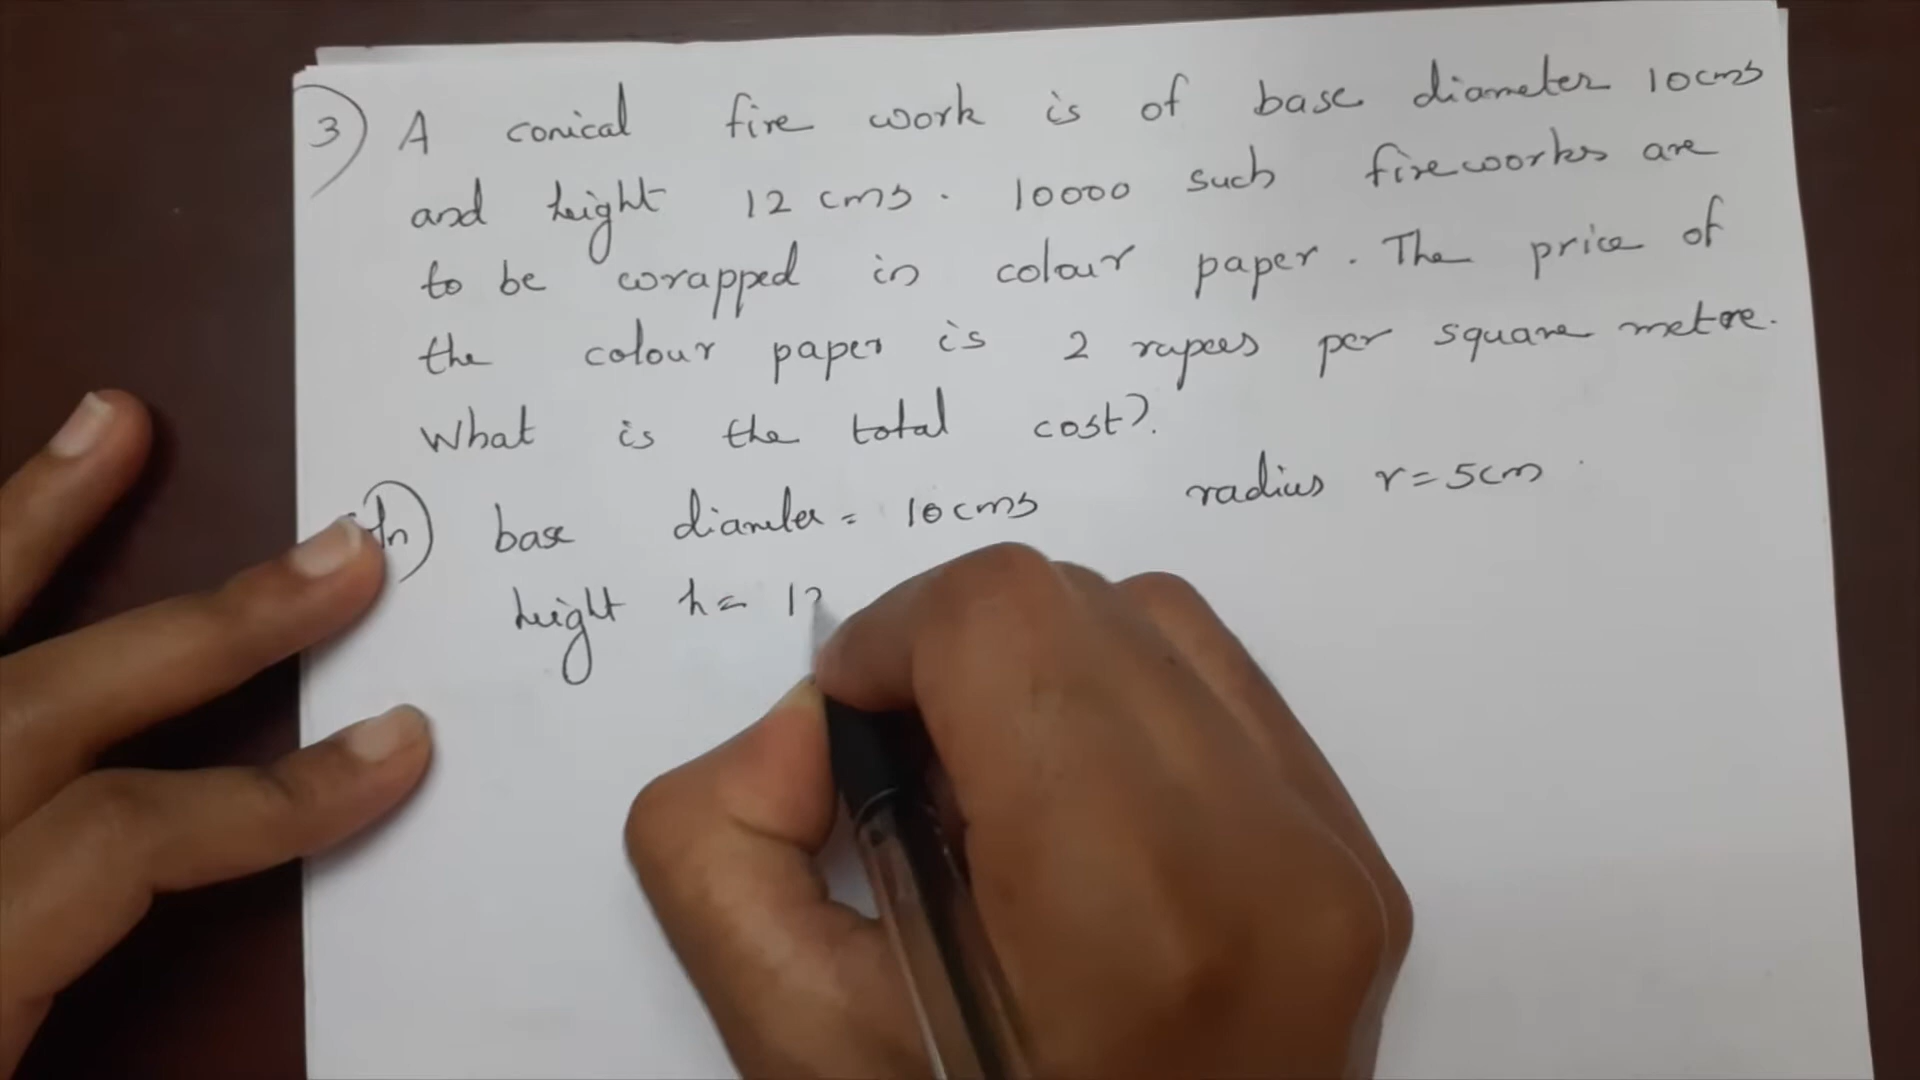 3) A conical fire work is of base diameter 10cms
and height 12 cms. 10000 such fireworks are
to be wrapped in colour paper. The price of
the colour paper is 2 rupees per square metre.
What is the total cost?
base diameter = 10cms radius r = 5cm
height h = 12